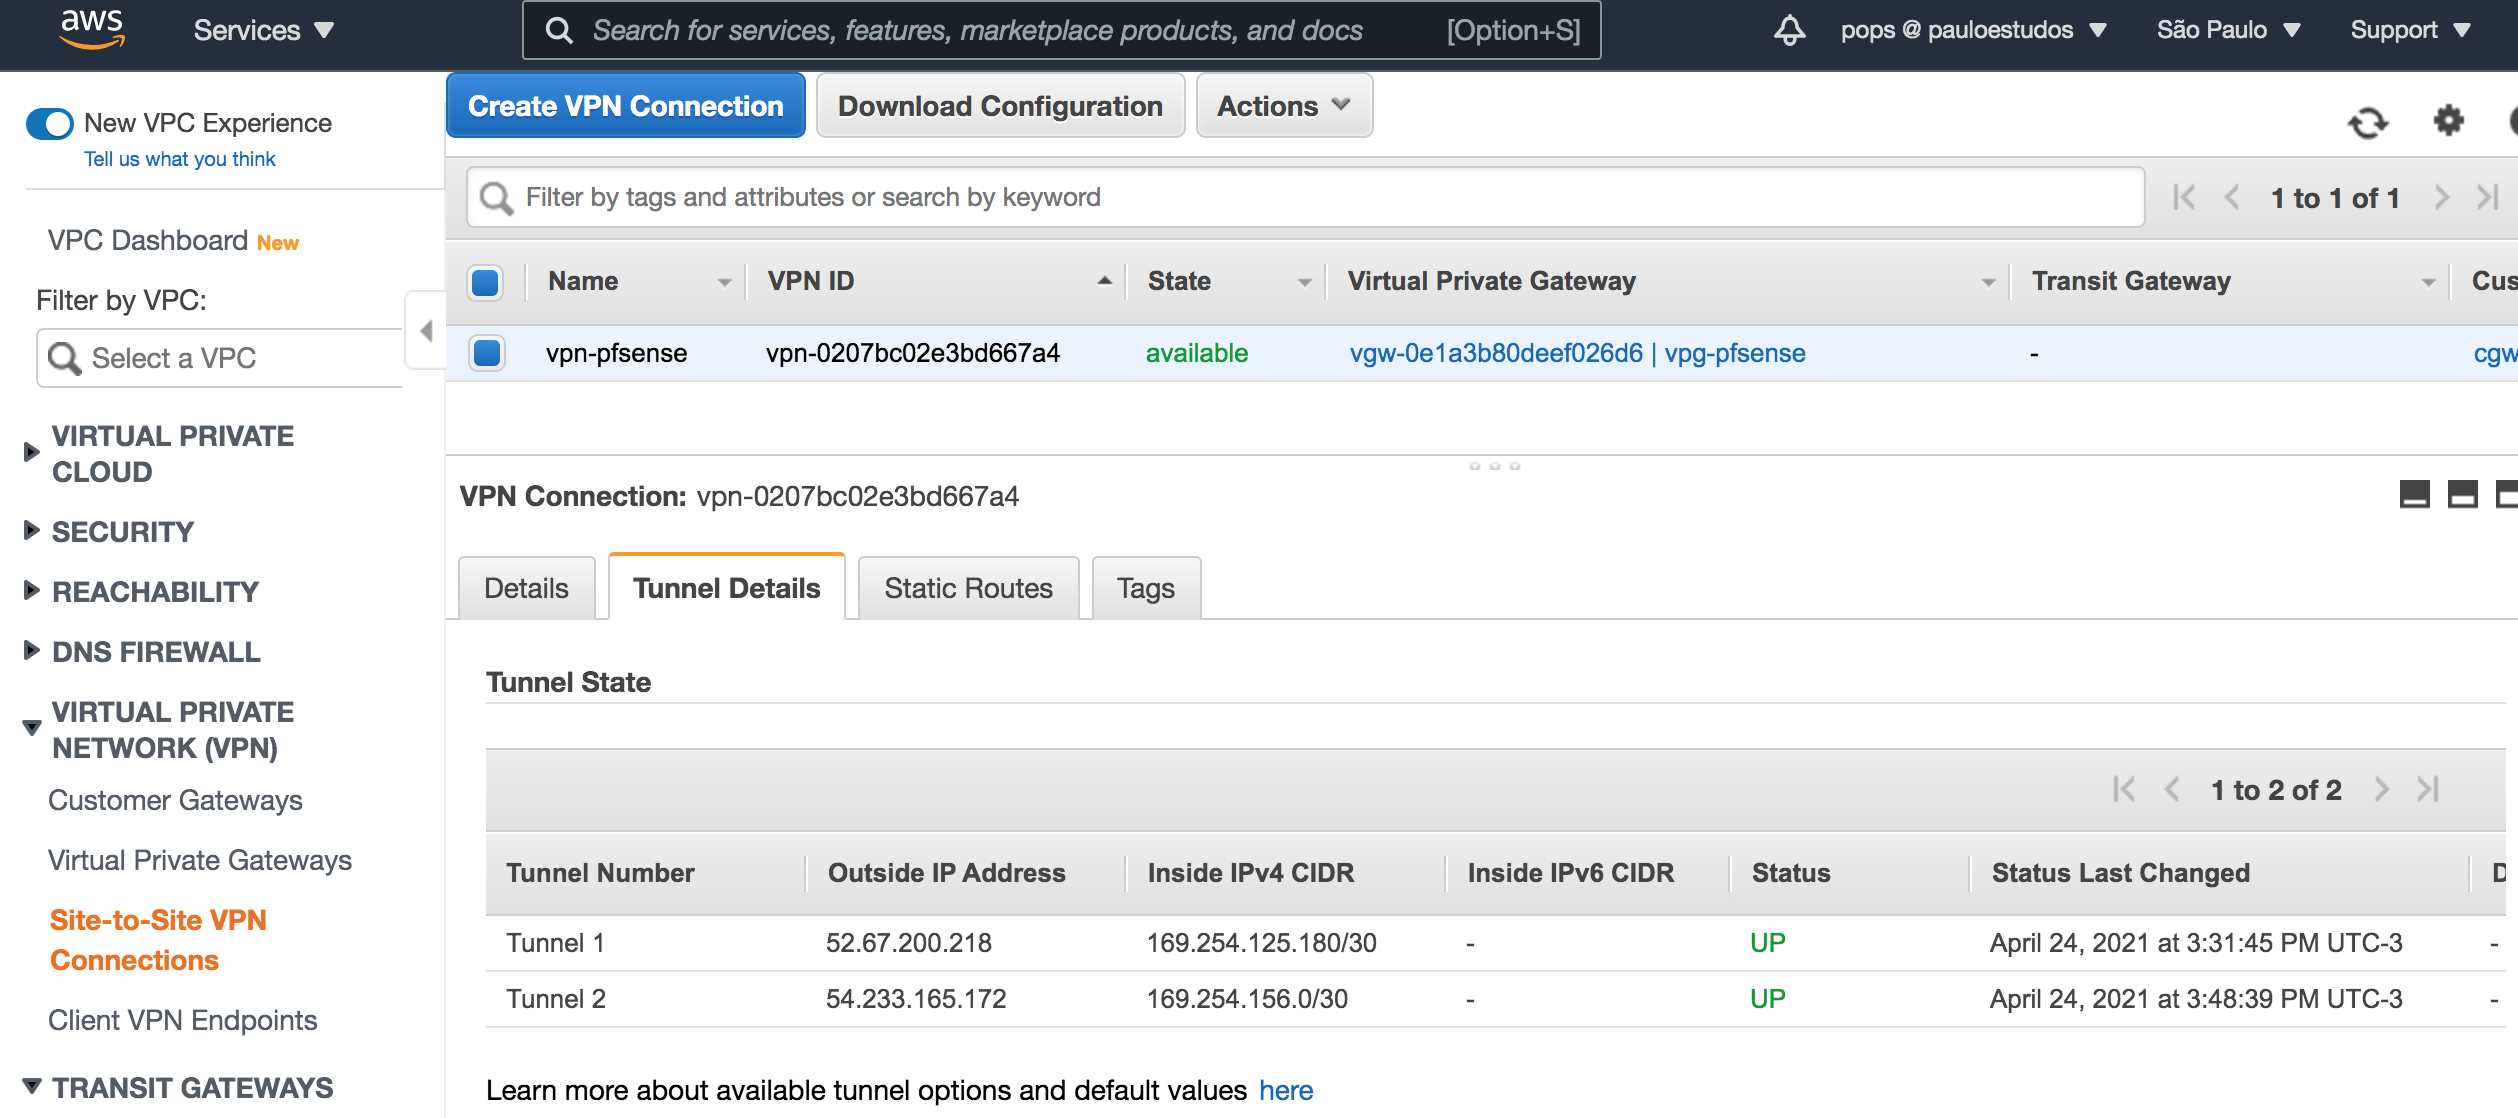 aws
Services
Search for services, features, marketplace products, and docs [Option+S]
pops @ pauloestudos
São Paulo
Support
New VPC Experience
Tell us what you think
VPC Dashboard New
Filter by VPC:
Select a VPC
VIRTUAL PRIVATE
CLOUD
SECURITY
REACHABILITY
DNS FIREWALL
VIRTUAL PRIVATE
NETWORK (VPN)
Customer Gateways
Virtual Private Gateways
Site-to-Site VPN
Connections
Client VPN Endpoints
TRANSIT GATEWAYS
Create VPN Connection Download Configuration Actions
Filter by tags and attributes or search by keyword
1 to 1 of 1
Name VPN ID State Virtual Private Gateway Transit Gateway Cus
vpn-pfsense vpn-0207bc02e3bd667a4 available vgw-0e1a3b80deef026d6 | vpg-pfsense - cgw
VPN Connection: vpn-0207bc02e3bd667a4
Details Tunnel Details Static Routes Tags
Tunnel State
1 to 2 of 2
Tunnel Number Outside IP Address Inside IPv4 CIDR Inside IPv6 CIDR Status Status Last Changed D
Tunnel 1 52.67.200.218 169.254.125.180/30 - UP April 24, 2021 at 3:31:45 PM UTC-3 -
Tunnel 2 54.233.165.172 169.254.156.0/30 - UP April 24, 2021 at 3:48:39 PM UTC-3 -
Learn more about available tunnel options and default values here